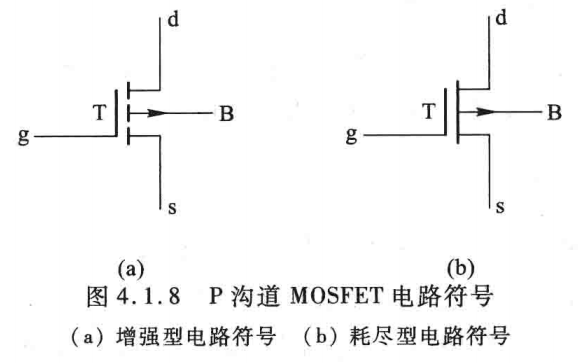 d d
T B T B
g g
s s
(a) (b)
图 4.1.8 P 沟道 MOSFET 电路符号
(a) 增强型电路符号 (b) 耗尽型电路符号